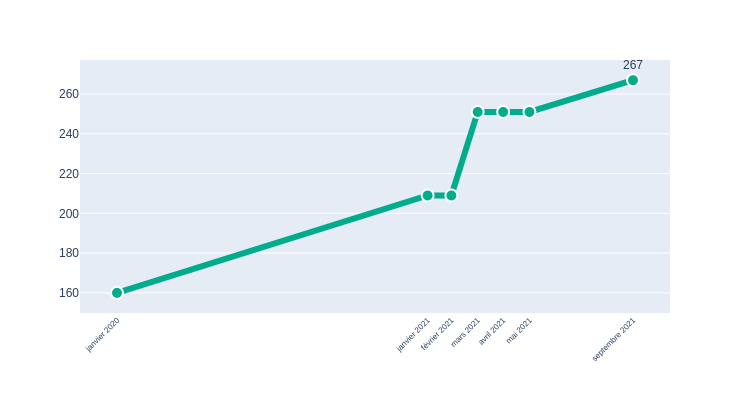 267
260
240
220
200
180
160
janvier 2020
janvier 2021
février 2021
mars 2021
avril 2021
mai 2021
septembre 2021